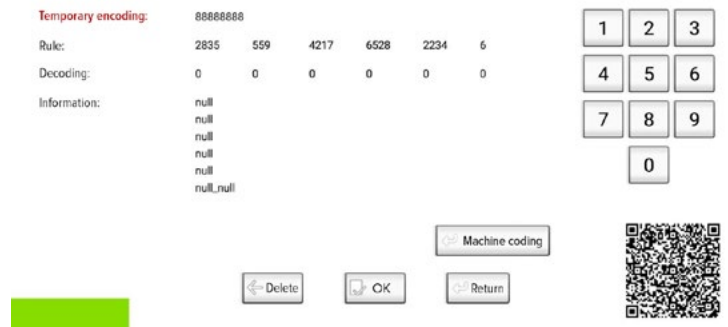 Temporary encoding: 88888888
Rule: 2835 559 4217 6528 2234 6
Decoding: 0 0 0 0 0 0
Information: null
null
null
null
null
null_null
1 2 3
4 5 6
7 8 9
0
Machine coding
Delete OK Return